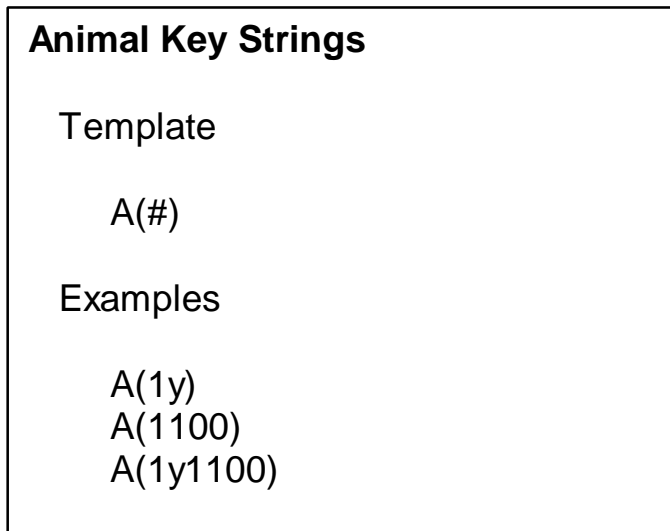 Animal Key Strings
Template
A(#)
Examples
A(1y)
A(1100)
A(1y1100)